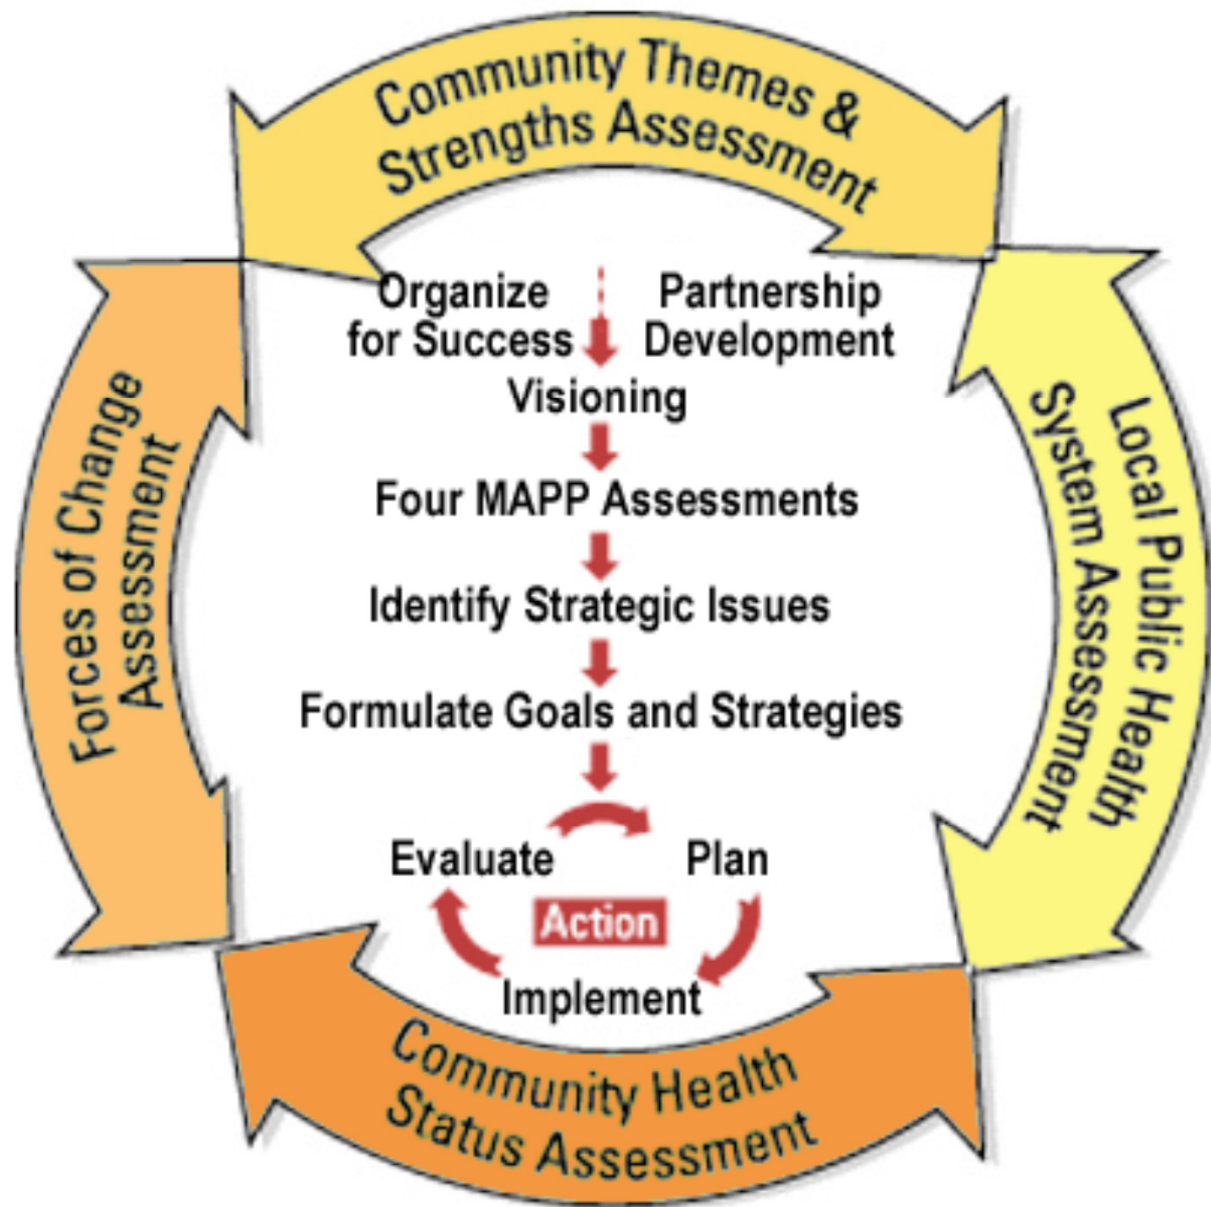 Community Themes &
Strengths Assessment
Organize
for Success
Partnership
Development
Visioning
Four MAPP Assessments
Identify Strategic Issues
Formulate Goals and Strategies
Evaluate
Plan
Action
Implement
Forces of Change
Assessment
Local Public Health
System Assessment
Community Health
Status Assessment